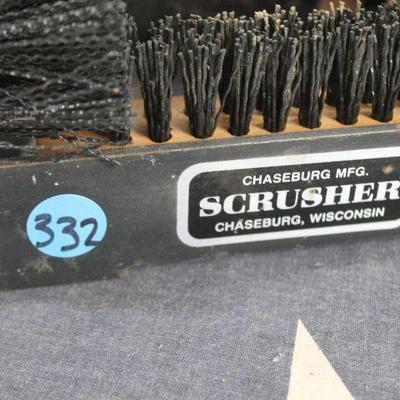 CHASEBURG MFG.
SCRUSHER
CHASEBURG, WISCONSIN
332